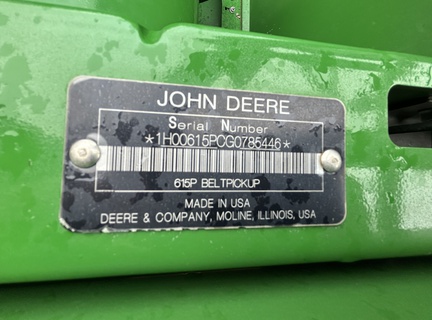 JOHN DEERE
Serial Number
*1H00615PCG0785446*
615P BELTPICKUP
MADE IN USA
DEERE & COMPANY, MOLINE, ILLINOIS, USA